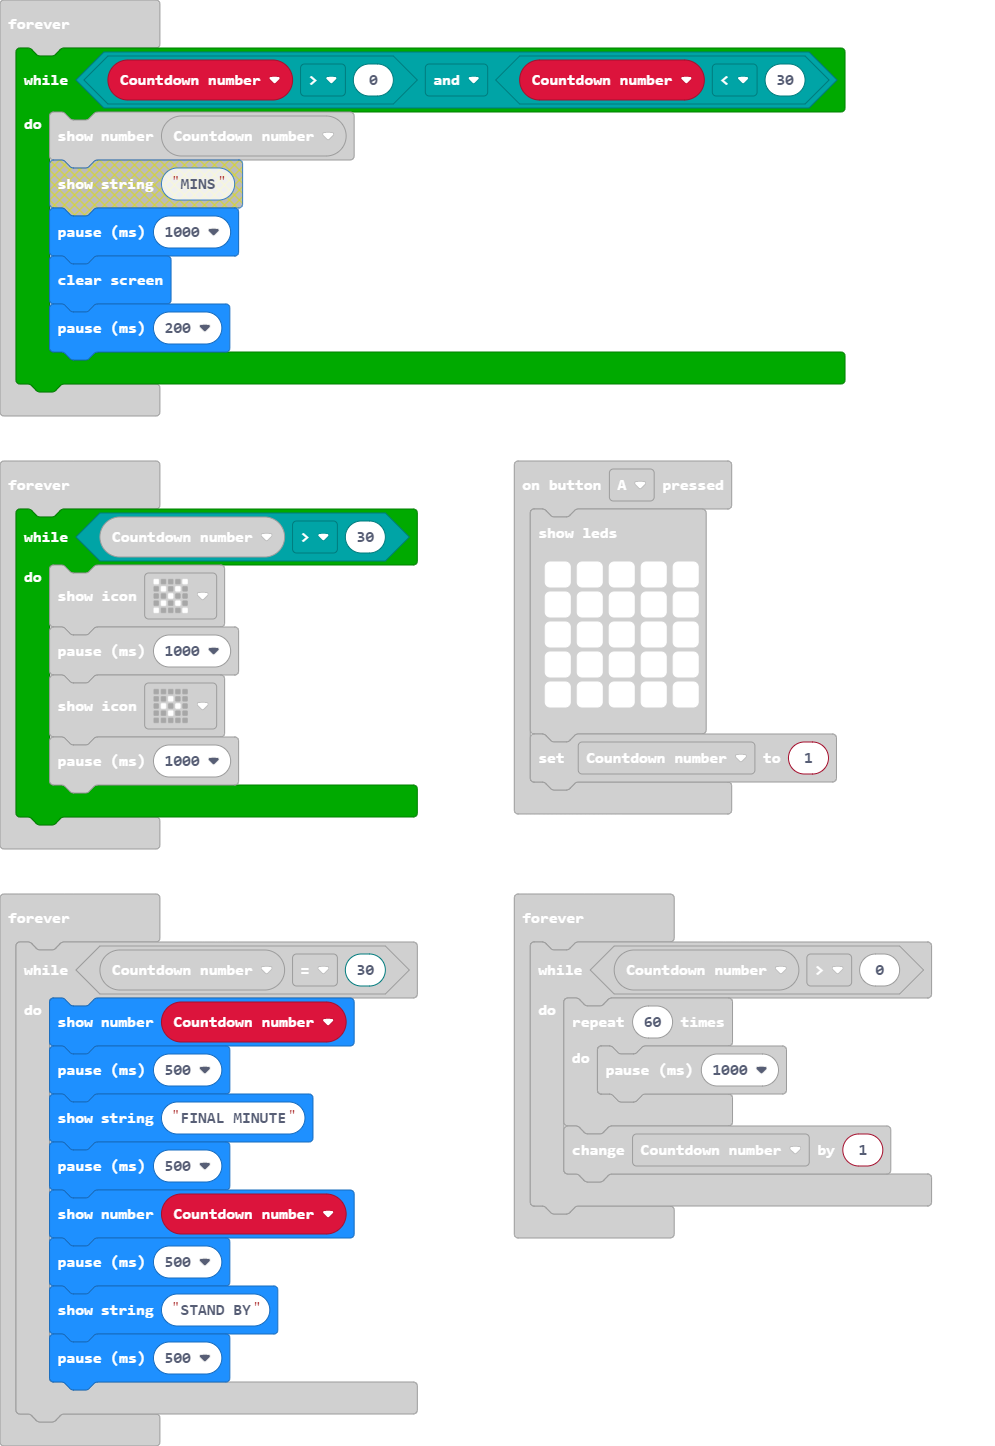 forever
while Countdown number > 0 and Countdown number < 30
do
show number Countdown number
show string "MINS"
pause (ms) 1000
clear screen
pause (ms) 200
forever
while Countdown number > 30
do
show icon
pause (ms) 1000
show icon
pause (ms) 1000
on button A pressed
show leds
set Countdown number to 1
forever
while Countdown number = 30
do
show number Countdown number
pause (ms) 500
show string "FINAL MINUTE"
pause (ms) 500
show number Countdown number
pause (ms) 500
show string "STAND BY"
pause (ms) 500
forever
while Countdown number > 0
do
repeat 60 times
do
pause (ms) 1000
change Countdown number by 1